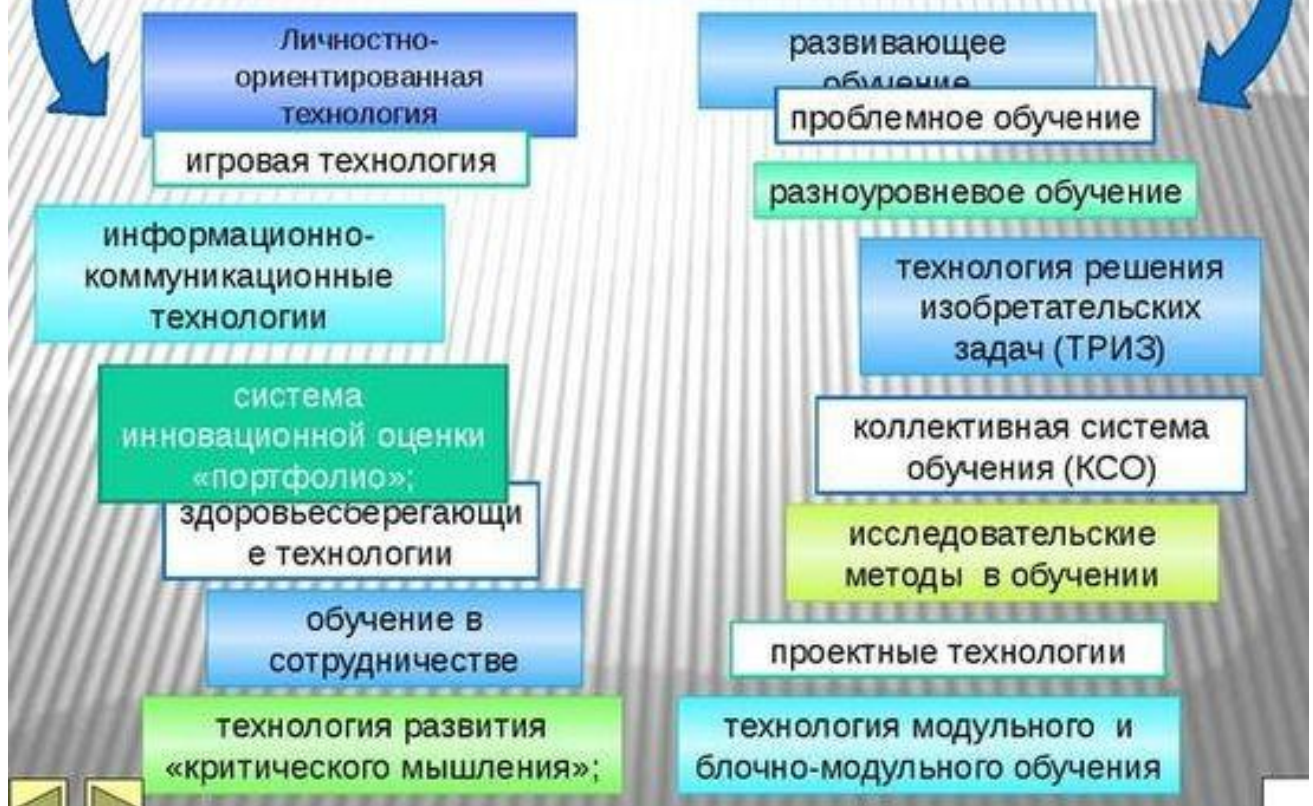 Личностно-
ориентированная
технология
игровая технология
информационно-
коммуникационные
технологии
система
инновационной оценки
«портфолио»;
здоровьесберегающи
е технологии
обучение в
сотрудничестве
технология развития
«критического мышления»;
развивающее
обучение
проблемное обучение
разноуровневое обучение
технология решения
изобретательских
задач (ТРИЗ)
коллективная система
обучения (КСО)
исследовательские
методы в обучении
проектные технологии
технология модульного и
блочно-модульного обучения